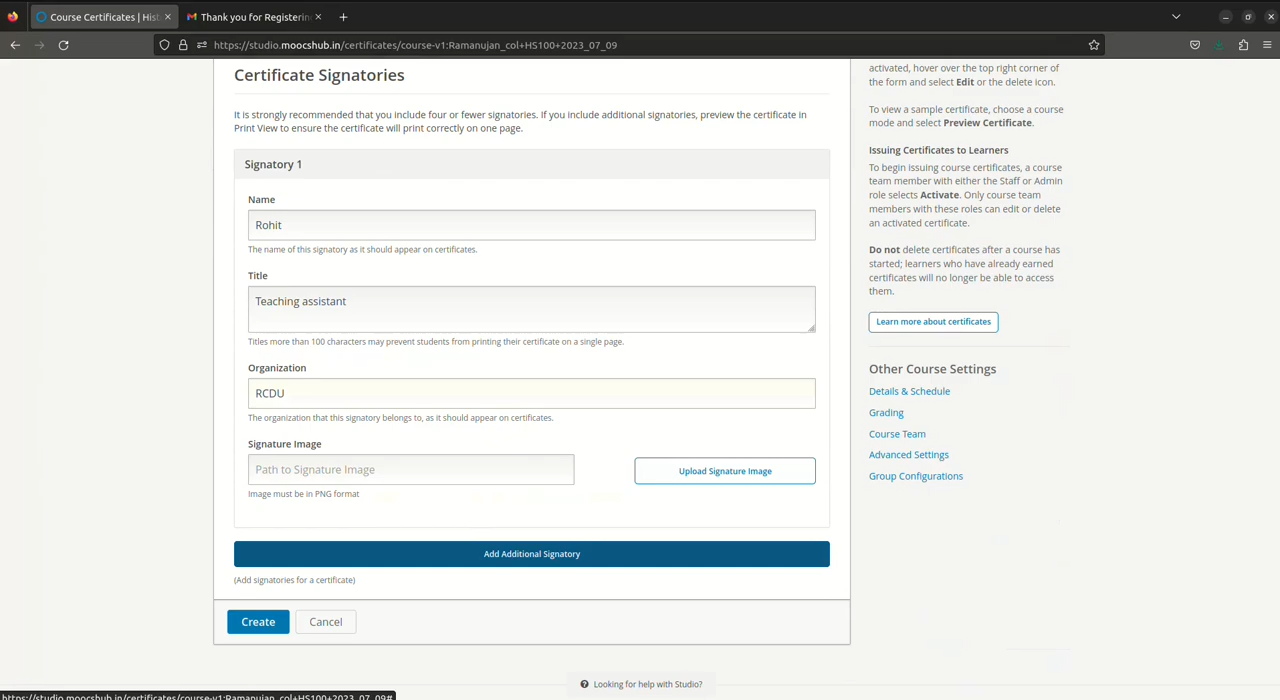 Course Certificates | Hist
Thank you for Registerin
https://studio.moocshub.in/certificates/course-v1:Ramanujan_col+HS100+2023_07_09
Certificate Signatories
It is strongly recommended that you include four or fewer signatories. If you include additional signatories, preview the certificate in
Print View to ensure the certificate will print correctly on one page.
Signatory 1
Name
Rohit
The name of this signatory as it should appear on certificates.
Title
Teaching assistant
Titles more than 100 characters may prevent students from printing their certificate on a single page.
Organization
RCDU
The organization that this signatory belongs to, as it should appear on certificates.
Signature Image
Path to Signature Image
Upload Signature Image
Image must be in PNG format
Add Additional Signatory
(Add signatories for a certificate)
Create
Cancel
activated, hover over the top right corner of
the form and select Edit or the delete icon.
To view a sample certificate, choose a course
mode and select Preview Certificate.
Issuing Certificates to Learners
To begin issuing course certificates, a course
team member with either the Staff or Admin
role selects Activate. Only course team
members with these roles can edit or delete
an activated certificate.
Do not delete certificates after a course has
started; learners who have already earned
certificates will no longer be able to access
them.
Learn more about certificates
Other Course Settings
Details & Schedule
Grading
Course Team
Advanced Settings
Group Configurations
Looking for help with Studio?
https://studio.moocshub.in/certificates/course-v1:Ramanujan_col+HS100+2023_07_09#